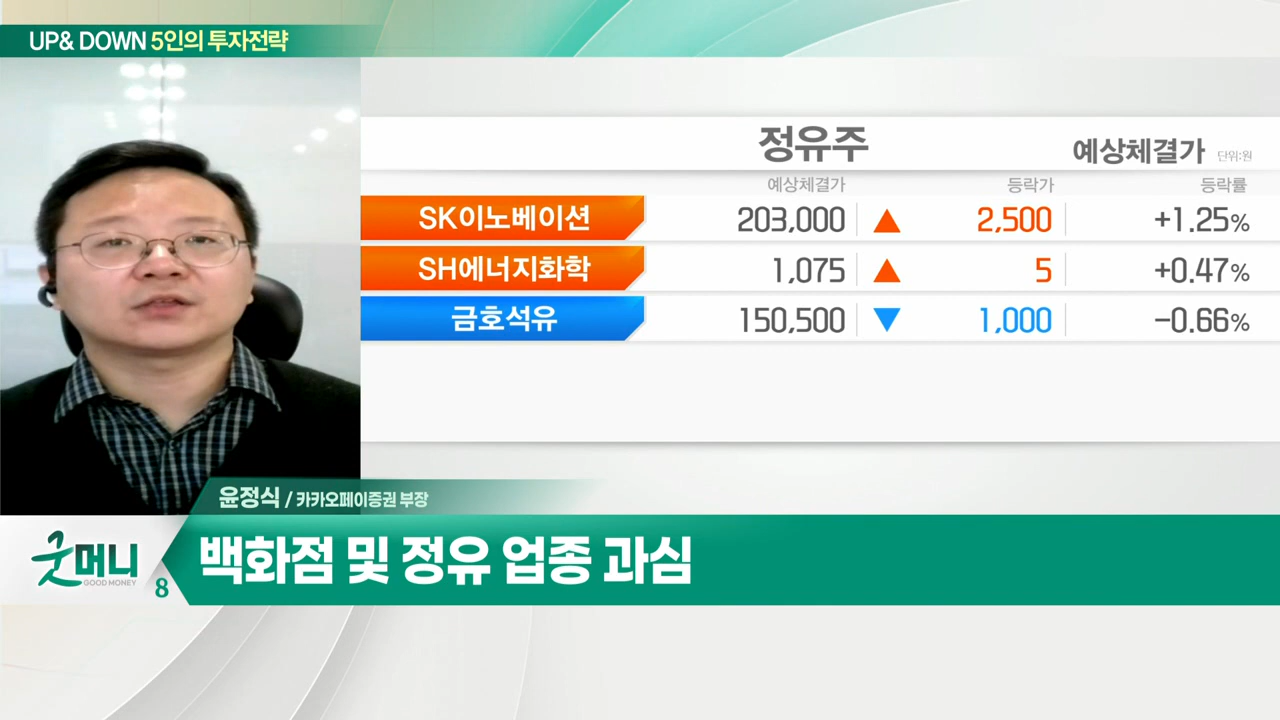 UP& DOWN 5인의 투자전략
정유주
예상체결가 단위:원
예상체결가 등락가 등락률
SK이노베이션 203,000 ▲ 2,500 +1.25%
SH에너지화학 1,075 ▲ 5 +0.47%
금호석유 150,500 ▼ 1,000 -0.66%
윤정식 / 카카오페이증권 부장
굿머니
GOOD MONEY
8
백화점 및 정유 업종 과심